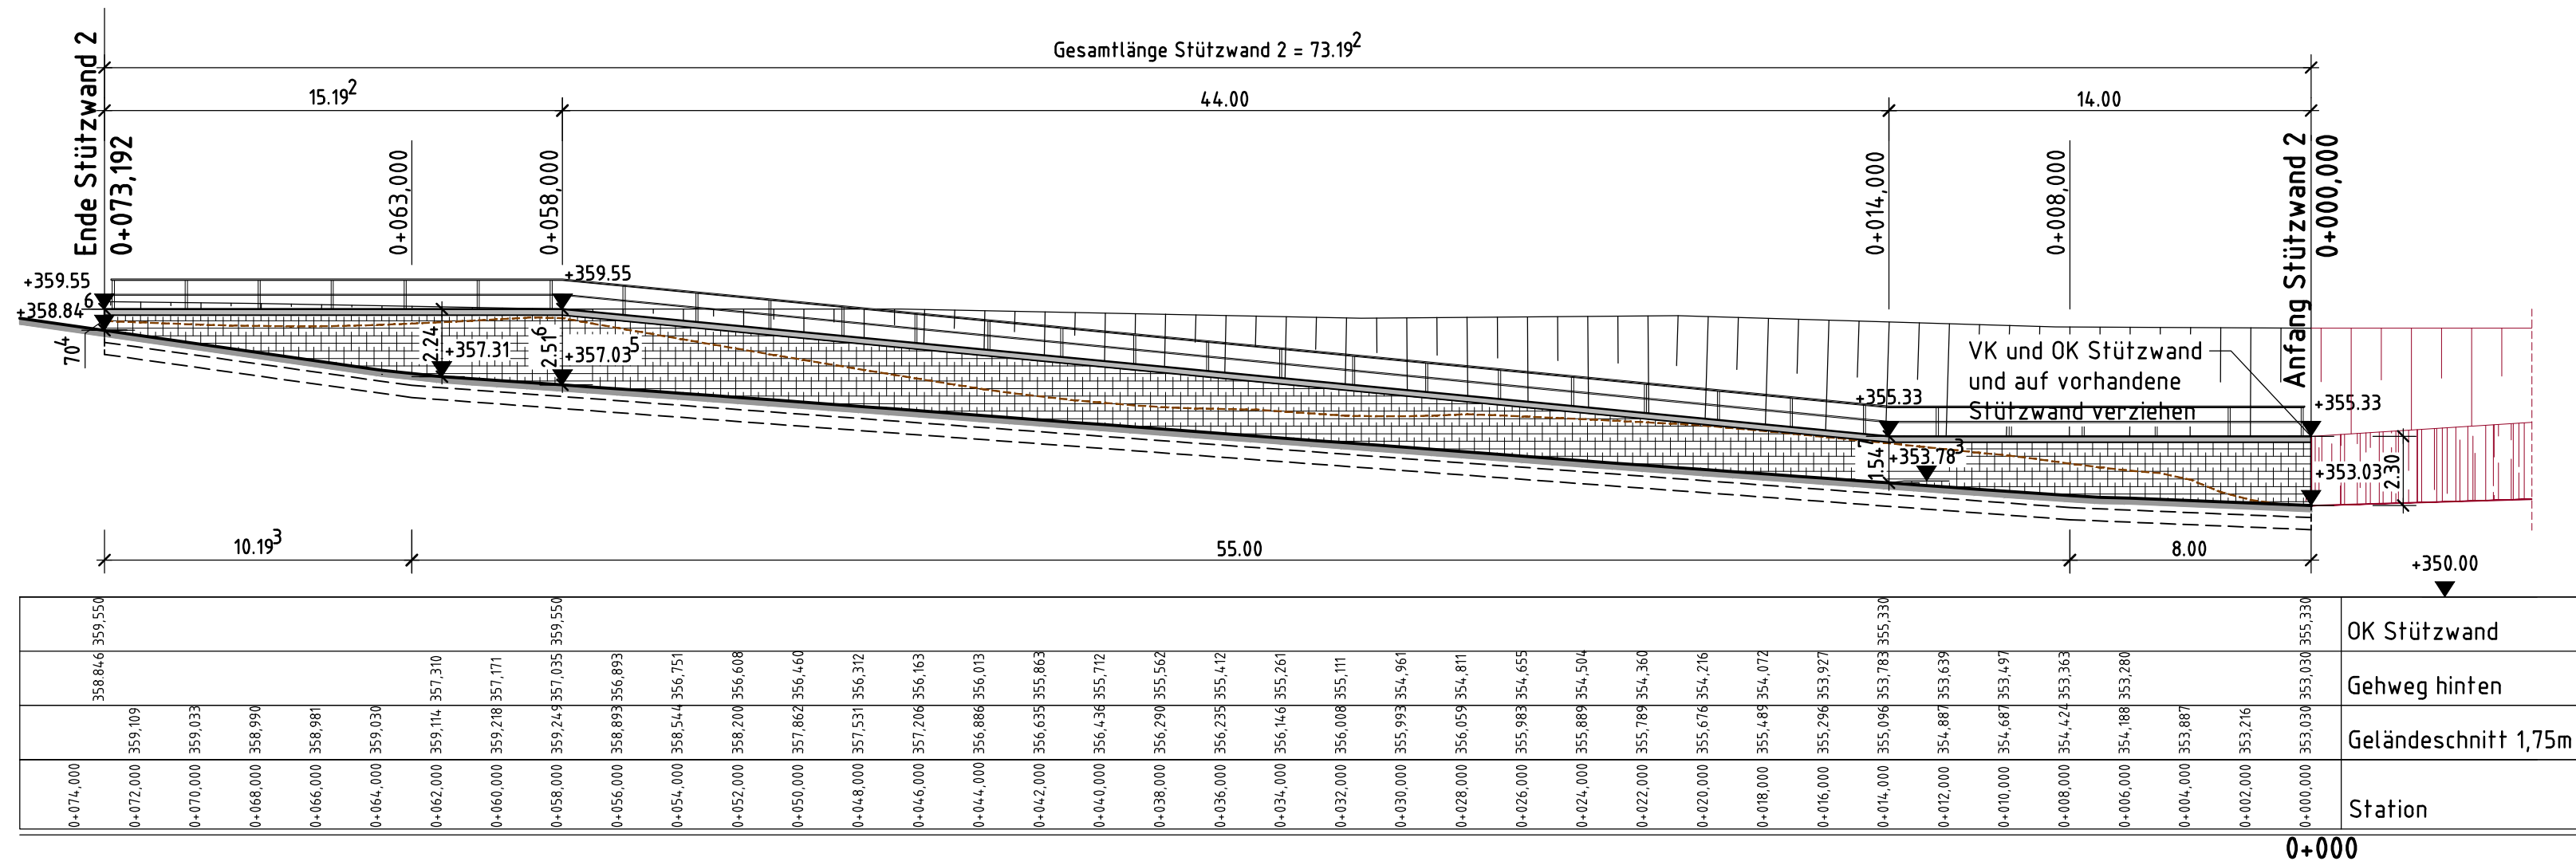 Gesamtlänge Stützwand 2 = 73.19²
15.19² 44.00 14.00
Ende Stützwand 2
0+073,192
0+063,000
0+058,000
0+014,000
0+008,000
Anfang Stützwand 2
0+000,000
+359.55
+358.84⁶
70⁴
2.24
+357.31
+359.55
2.51⁶
+357.03⁵
+355.33
+353.78³
VK und OK Stützwand
und auf vorhandene
Stützwand verziehen
+355.33
+353.03
2.30
10.19³ 55.00 8.00
+350.00
359,550 359,550 355,330 355,330 OK Stützwand
358.846 357,310 357,171 357,035 356,893 356,751 356,608 356,460 356,312 356,163 356,013 355,863 355,712 355,562 355,412 355,261 355,111 354,961 354,811 354,655 354,504 354,360 354,216 354,072 353,927 353,783 353,639 353,497 353,363 353,280 353,030 Gehweg hinten
359,109 359,033 358,990 358,981 359,030 359,114 359,218 359,249 358,893 358,544 358,200 357,862 357,531 357,206 356,886 356,635 356,436 356,290 356,235 356,146 356,008 355,993 356,059 355,983 355,889 355,789 355,676 355,489 355,296 355,096 354,887 354,687 354,424 354,188 353,887 353,216 353,030 Geländeschnitt 1,75m
0+074,000 0+072,000 0+070,000 0+068,000 0+066,000 0+064,000 0+062,000 0+060,000 0+058,000 0+056,000 0+054,000 0+052,000 0+050,000 0+048,000 0+046,000 0+044,000 0+042,000 0+040,000 0+038,000 0+036,000 0+034,000 0+032,000 0+030,000 0+028,000 0+026,000 0+024,000 0+022,000 0+020,000 0+018,000 0+016,000 0+014,000 0+012,000 0+010,000 0+008,000 0+006,000 0+004,000 0+002,000 0+000,000 Station
0+000